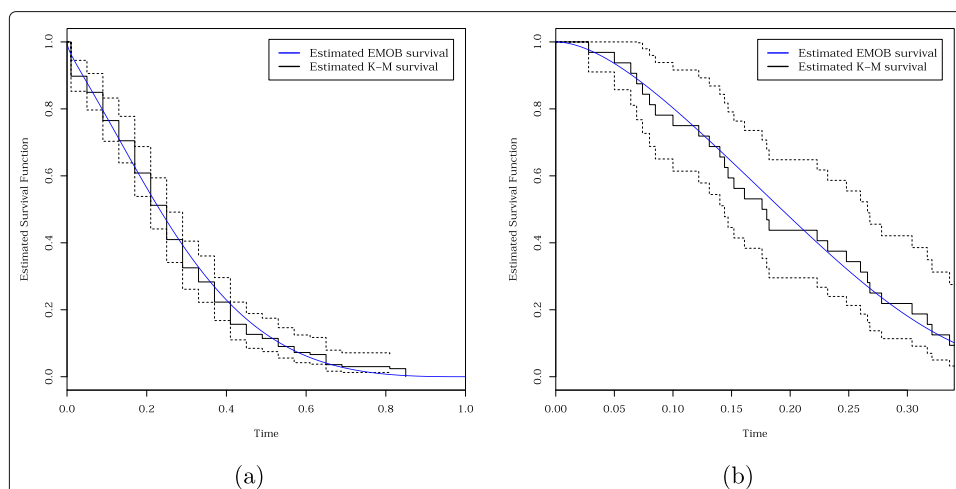 Estimated EMOB survival
Estimated K–M survival
Estimated Survival Function
1.0
0.8
0.6
0.4
0.2
0.0
0.0 0.2 0.4 0.6 0.8 1.0
Time
(a)
Estimated EMOB survival
Estimated K–M survival
Estimated Survival Function
1.0
0.8
0.6
0.4
0.2
0.0
0.00 0.05 0.10 0.15 0.20 0.25 0.30
Time
(b)